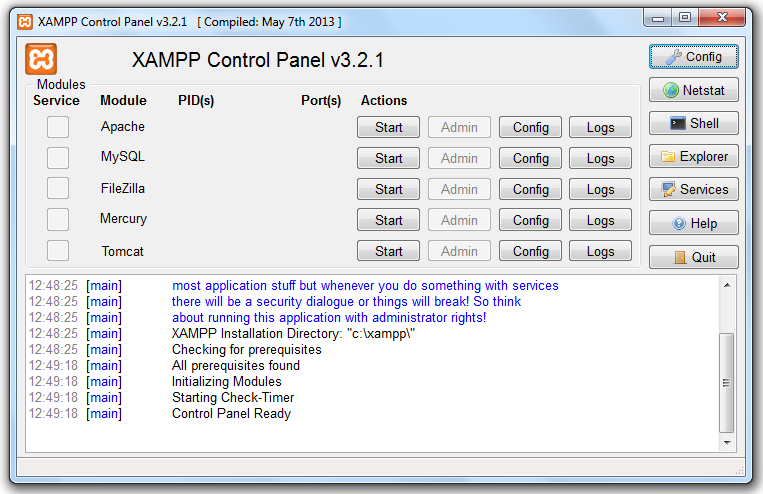 XAMPP Control Panel v3.2.1 [ Compiled: May 7th 2013 ]
XAMPP Control Panel v3.2.1
Config
Modules
Service Module PID(s) Port(s) Actions
Netstat
Apache Start Admin Config Logs
Shell
MySQL Start Admin Config Logs
Explorer
FileZilla Start Admin Config Logs
Services
Mercury Start Admin Config Logs
Help
Tomcat Start Admin Config Logs
Quit
12:48:25 [main] most application stuff but whenever you do something with services
12:48:25 [main] there will be a security dialogue or things will break! So think
12:48:25 [main] about running this application with administrator rights!
12:48:25 [main] XAMPP Installation Directory: "c:\xampp\"
12:48:25 [main] Checking for prerequisites
12:49:18 [main] All prerequisites found
12:49:18 [main] Initializing Modules
12:49:18 [main] Starting Check-Timer
12:49:18 [main] Control Panel Ready